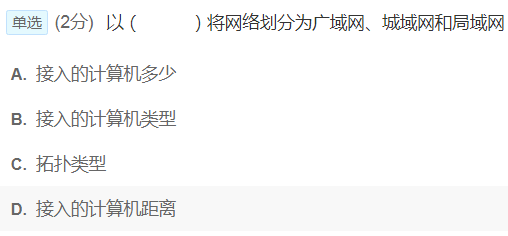 单选 (2分) 以 ( ) 将网络划分为广域网、城域网和局域网
A. 接入的计算机多少
B. 接入的计算机类型
C. 拓扑类型
D. 接入的计算机距离